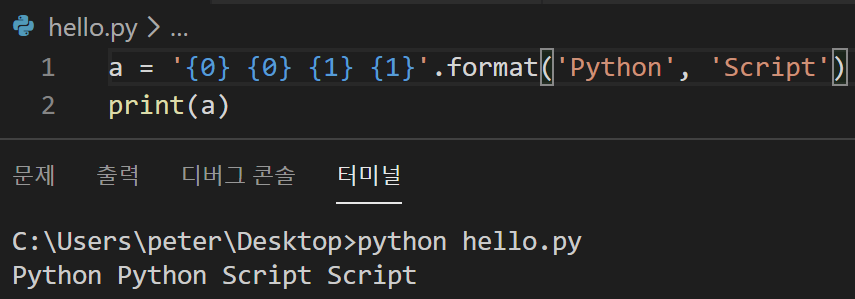 hello.py > ...
1 a = '{0} {0} {1} {1}'.format('Python', 'Script')
2 print(a)
문제 출력 디버그 콘솔 터미널
C:\Users\peter\Desktop>python hello.py
Python Python Script Script